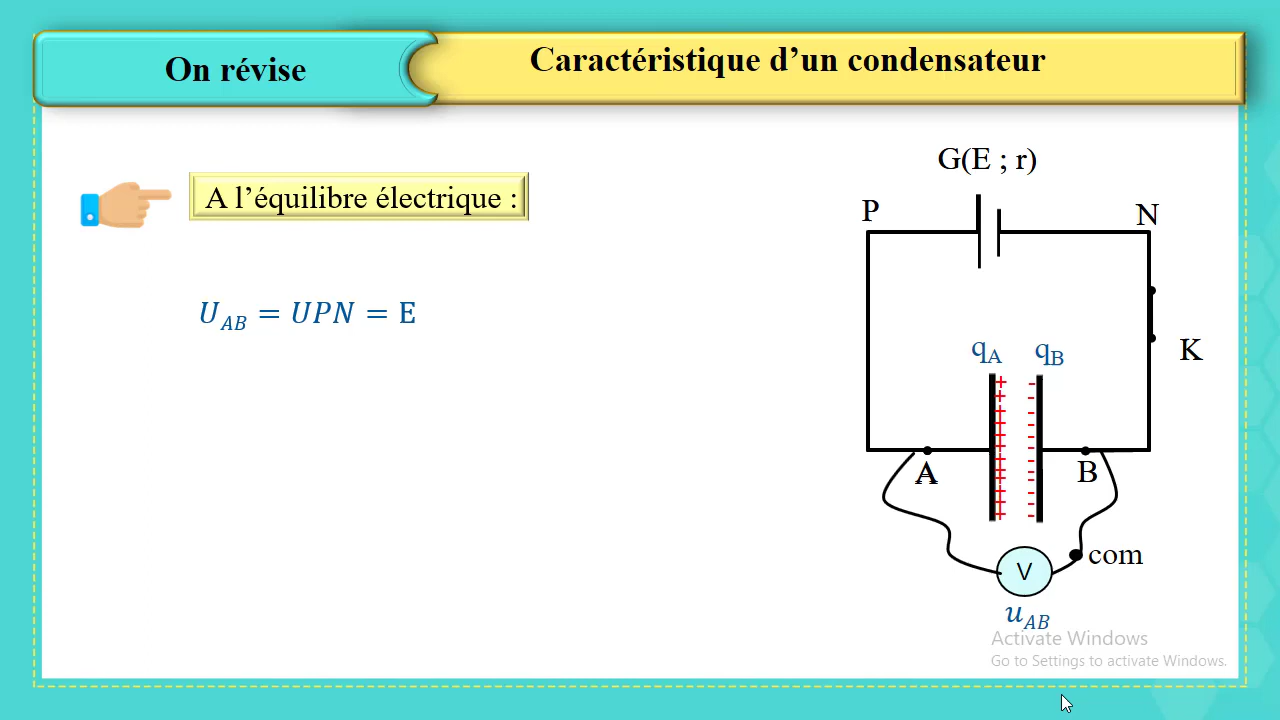 On révise
Caractéristique d’un condensateur
G(E ; r)
A l’équilibre électrique :
P
N
U_AB = UPN = E
q_A
q_B
K
+ + + + + + + + + + +
- - - - - - - - - - -
A
B
com
V
u_AB
Activate Windows
Go to Settings to activate Windows.